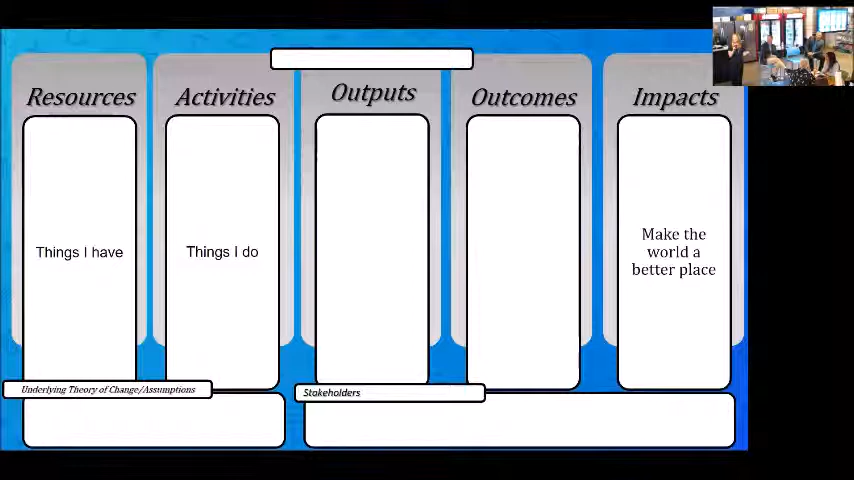 Resources
Activities
Outputs
Outcomes
Impacts
Things I have
Things I do
Make the
world a
better place
Underlying Theory of Change/Assumptions
Stakeholders